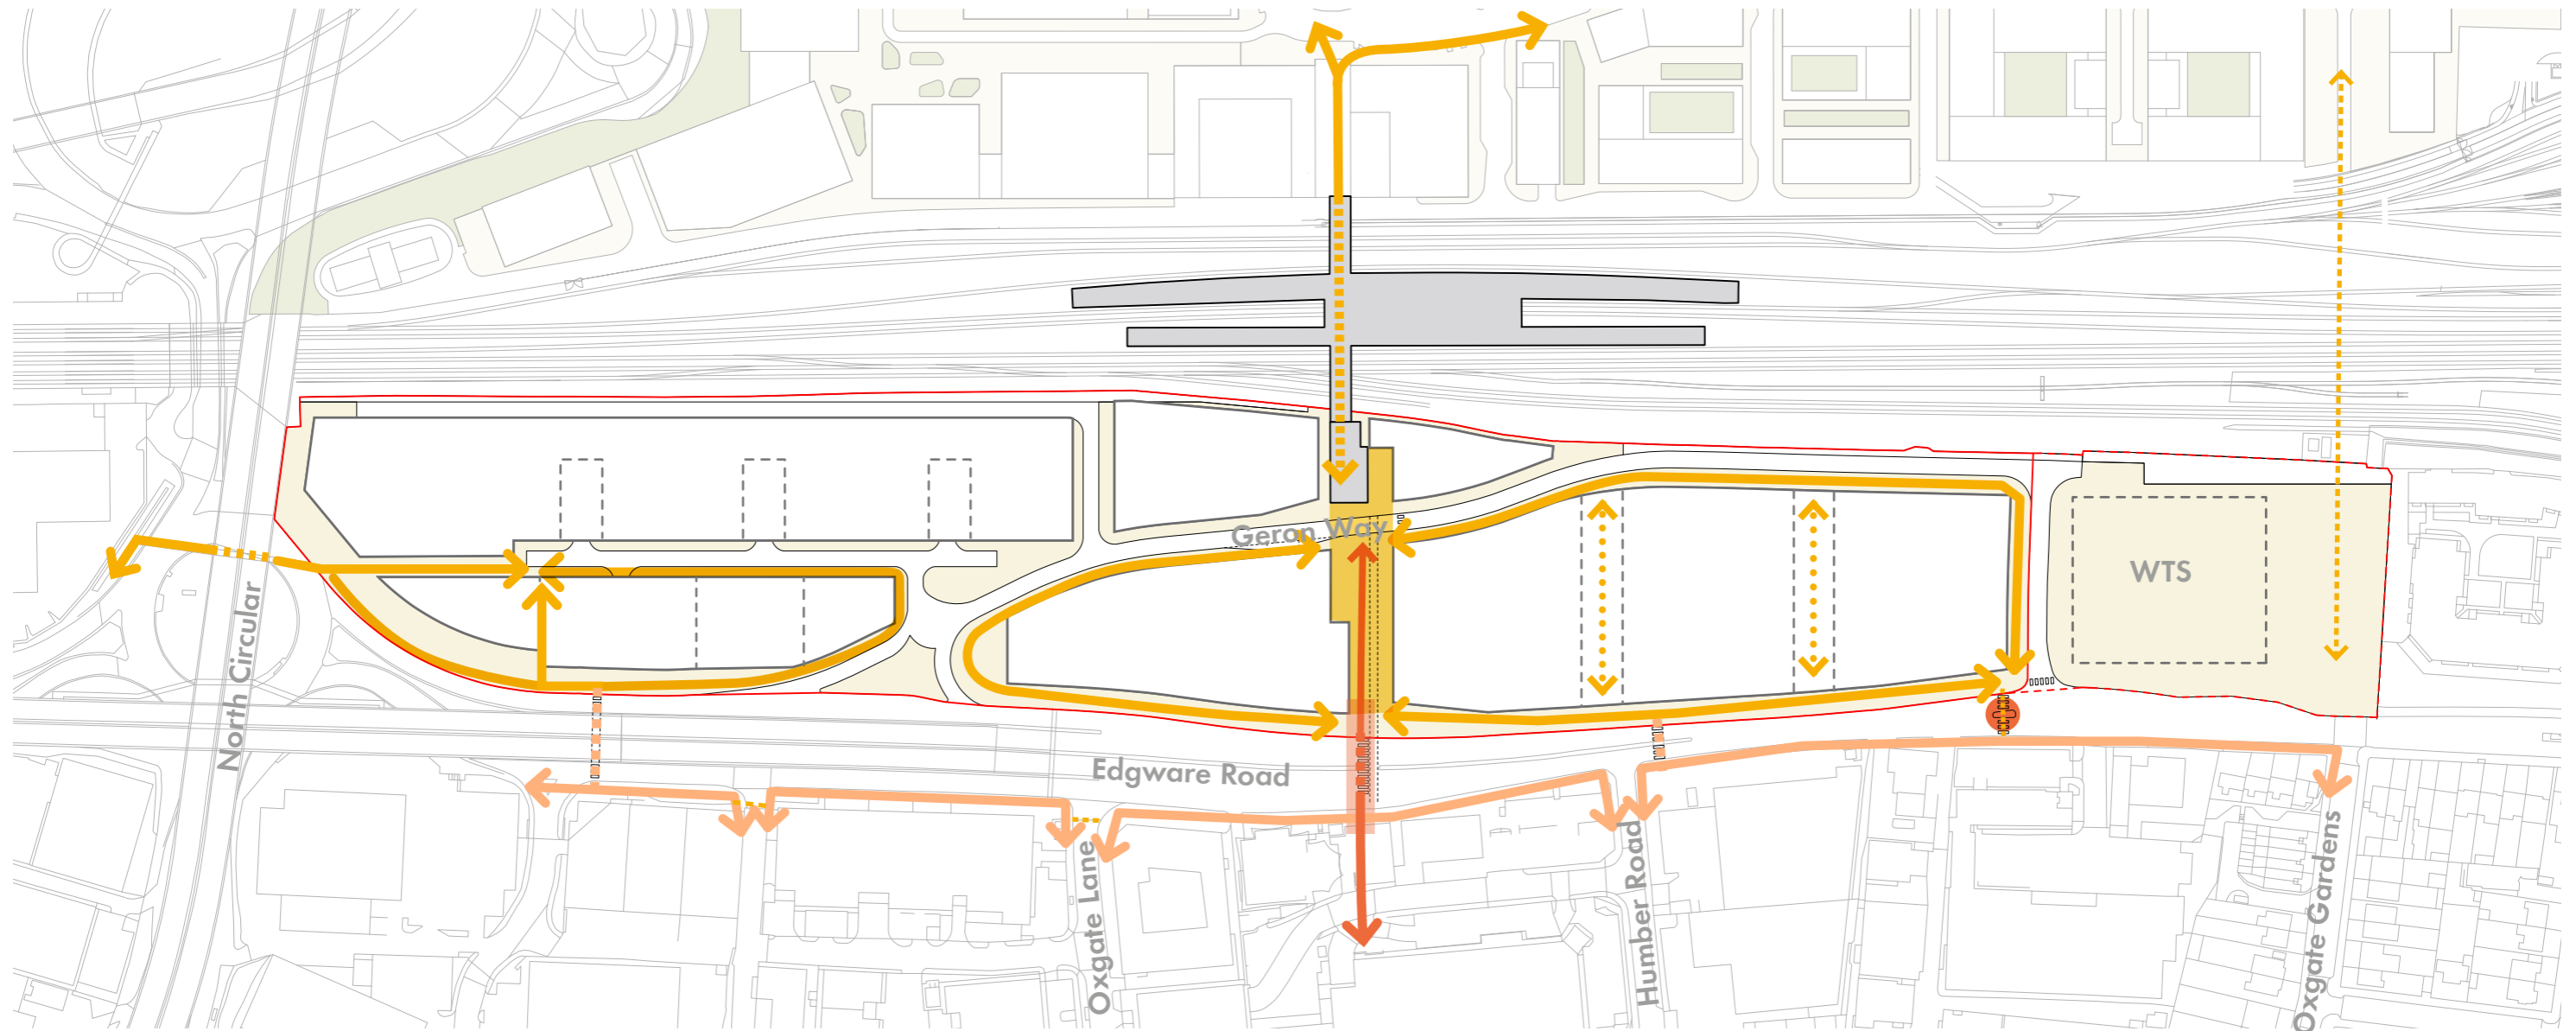 Geron Way
WTS
North Circular
Edgware Road
Oxgate Lane
Humber Road
Oxgate Gardens